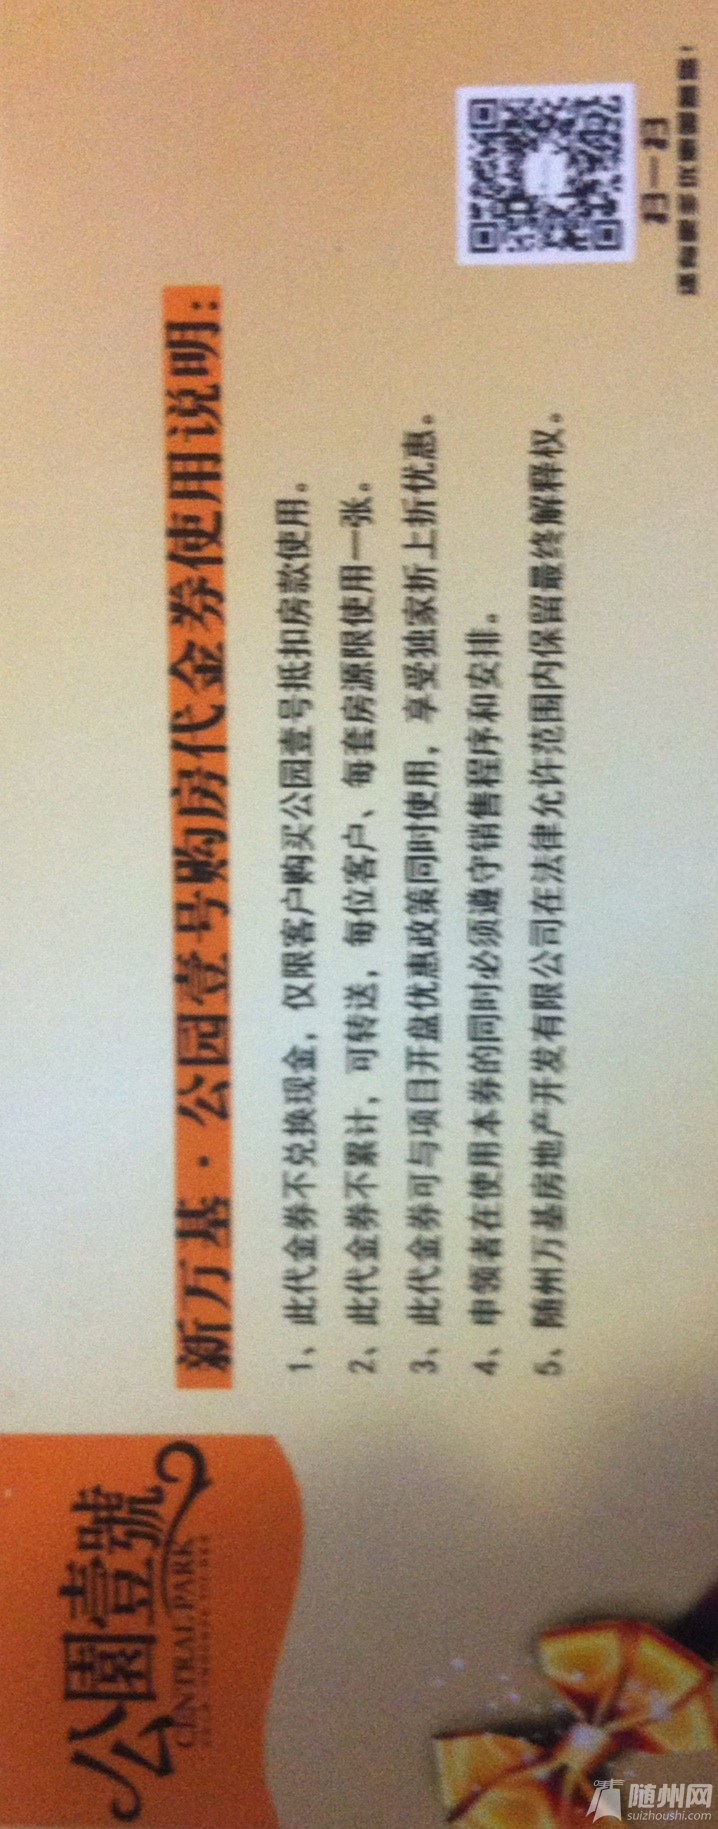 公園壹號
CENTRAL PARK
新万基·公园壹号购房代金券使用说明：
1、此代金券不兑换现金，仅限客户购买公园壹号抵扣房款使用。
2、此代金券不累计，可转送，每位客户、每套房源限使用一张。
3、此代金券可与项目开盘优惠政策同时使用，享受独家折上折优惠。
4、申领者在使用本券的同时必须遵守销售程序和安排。
5、随州万基房地产开发有限公司在法律允许范围内保留最终解释权。
扫一扫
随州网
suizhoushi.com